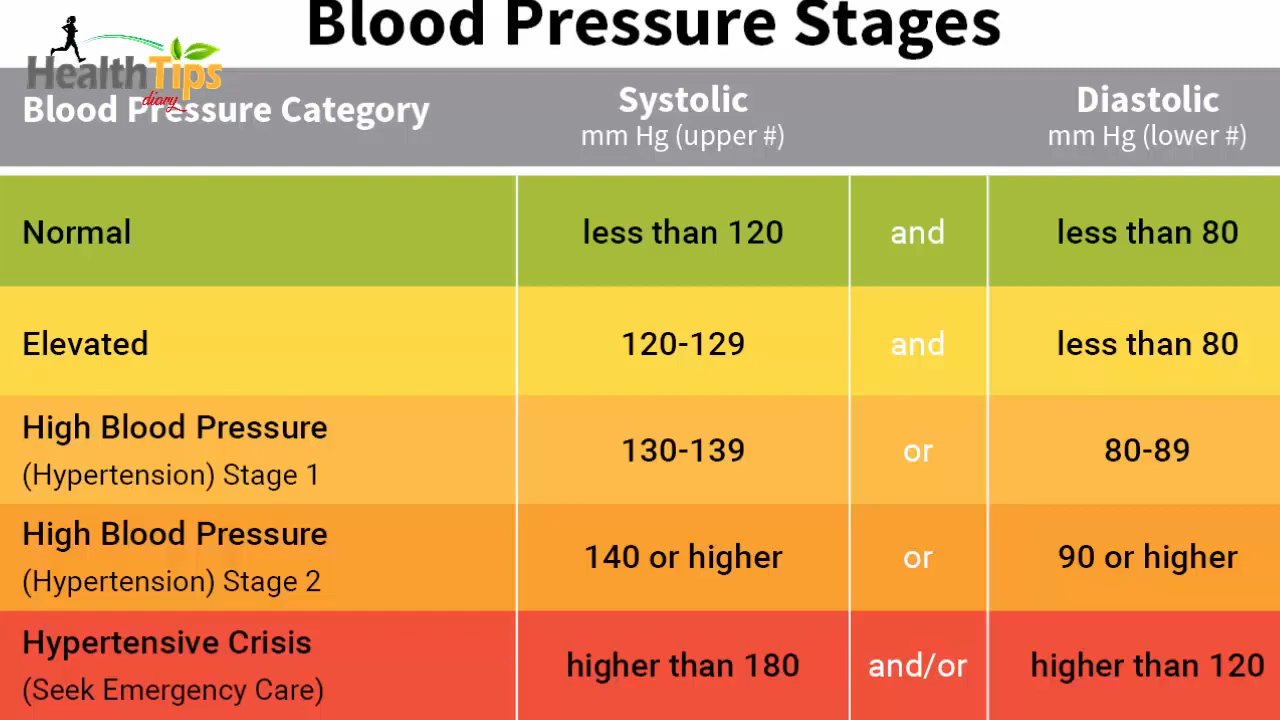 Blood Pressure Stages
HealthTips
diary
Blood Pressure Category
Systolic
mm Hg (upper #)
Diastolic
mm Hg (lower #)
Normal
less than 120
and
less than 80
Elevated
120-129
and
less than 80
High Blood Pressure
(Hypertension) Stage 1
130-139
or
80-89
High Blood Pressure
(Hypertension) Stage 2
140 or higher
or
90 or higher
Hypertensive Crisis
(Seek Emergency Care)
higher than 180
and/or
higher than 120